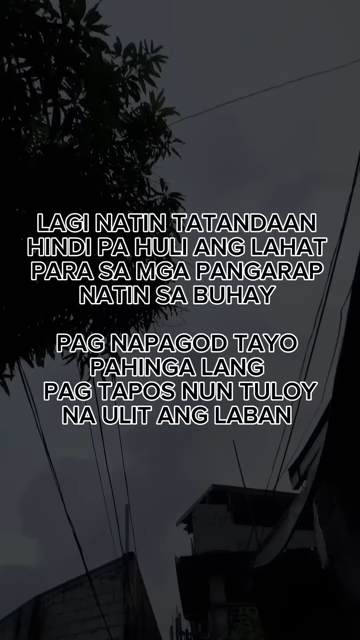 LAGI NATIN TATANDAAN
HINDI PA HULI ANG LAHAT
PARA SA MGA PANGARAP
NATIN SA BUHAY
PAG NAPAGOD TAYO
PAHINGA LANG
PAG TAPOS NUN TULOY
NA ULIT ANG LABAN